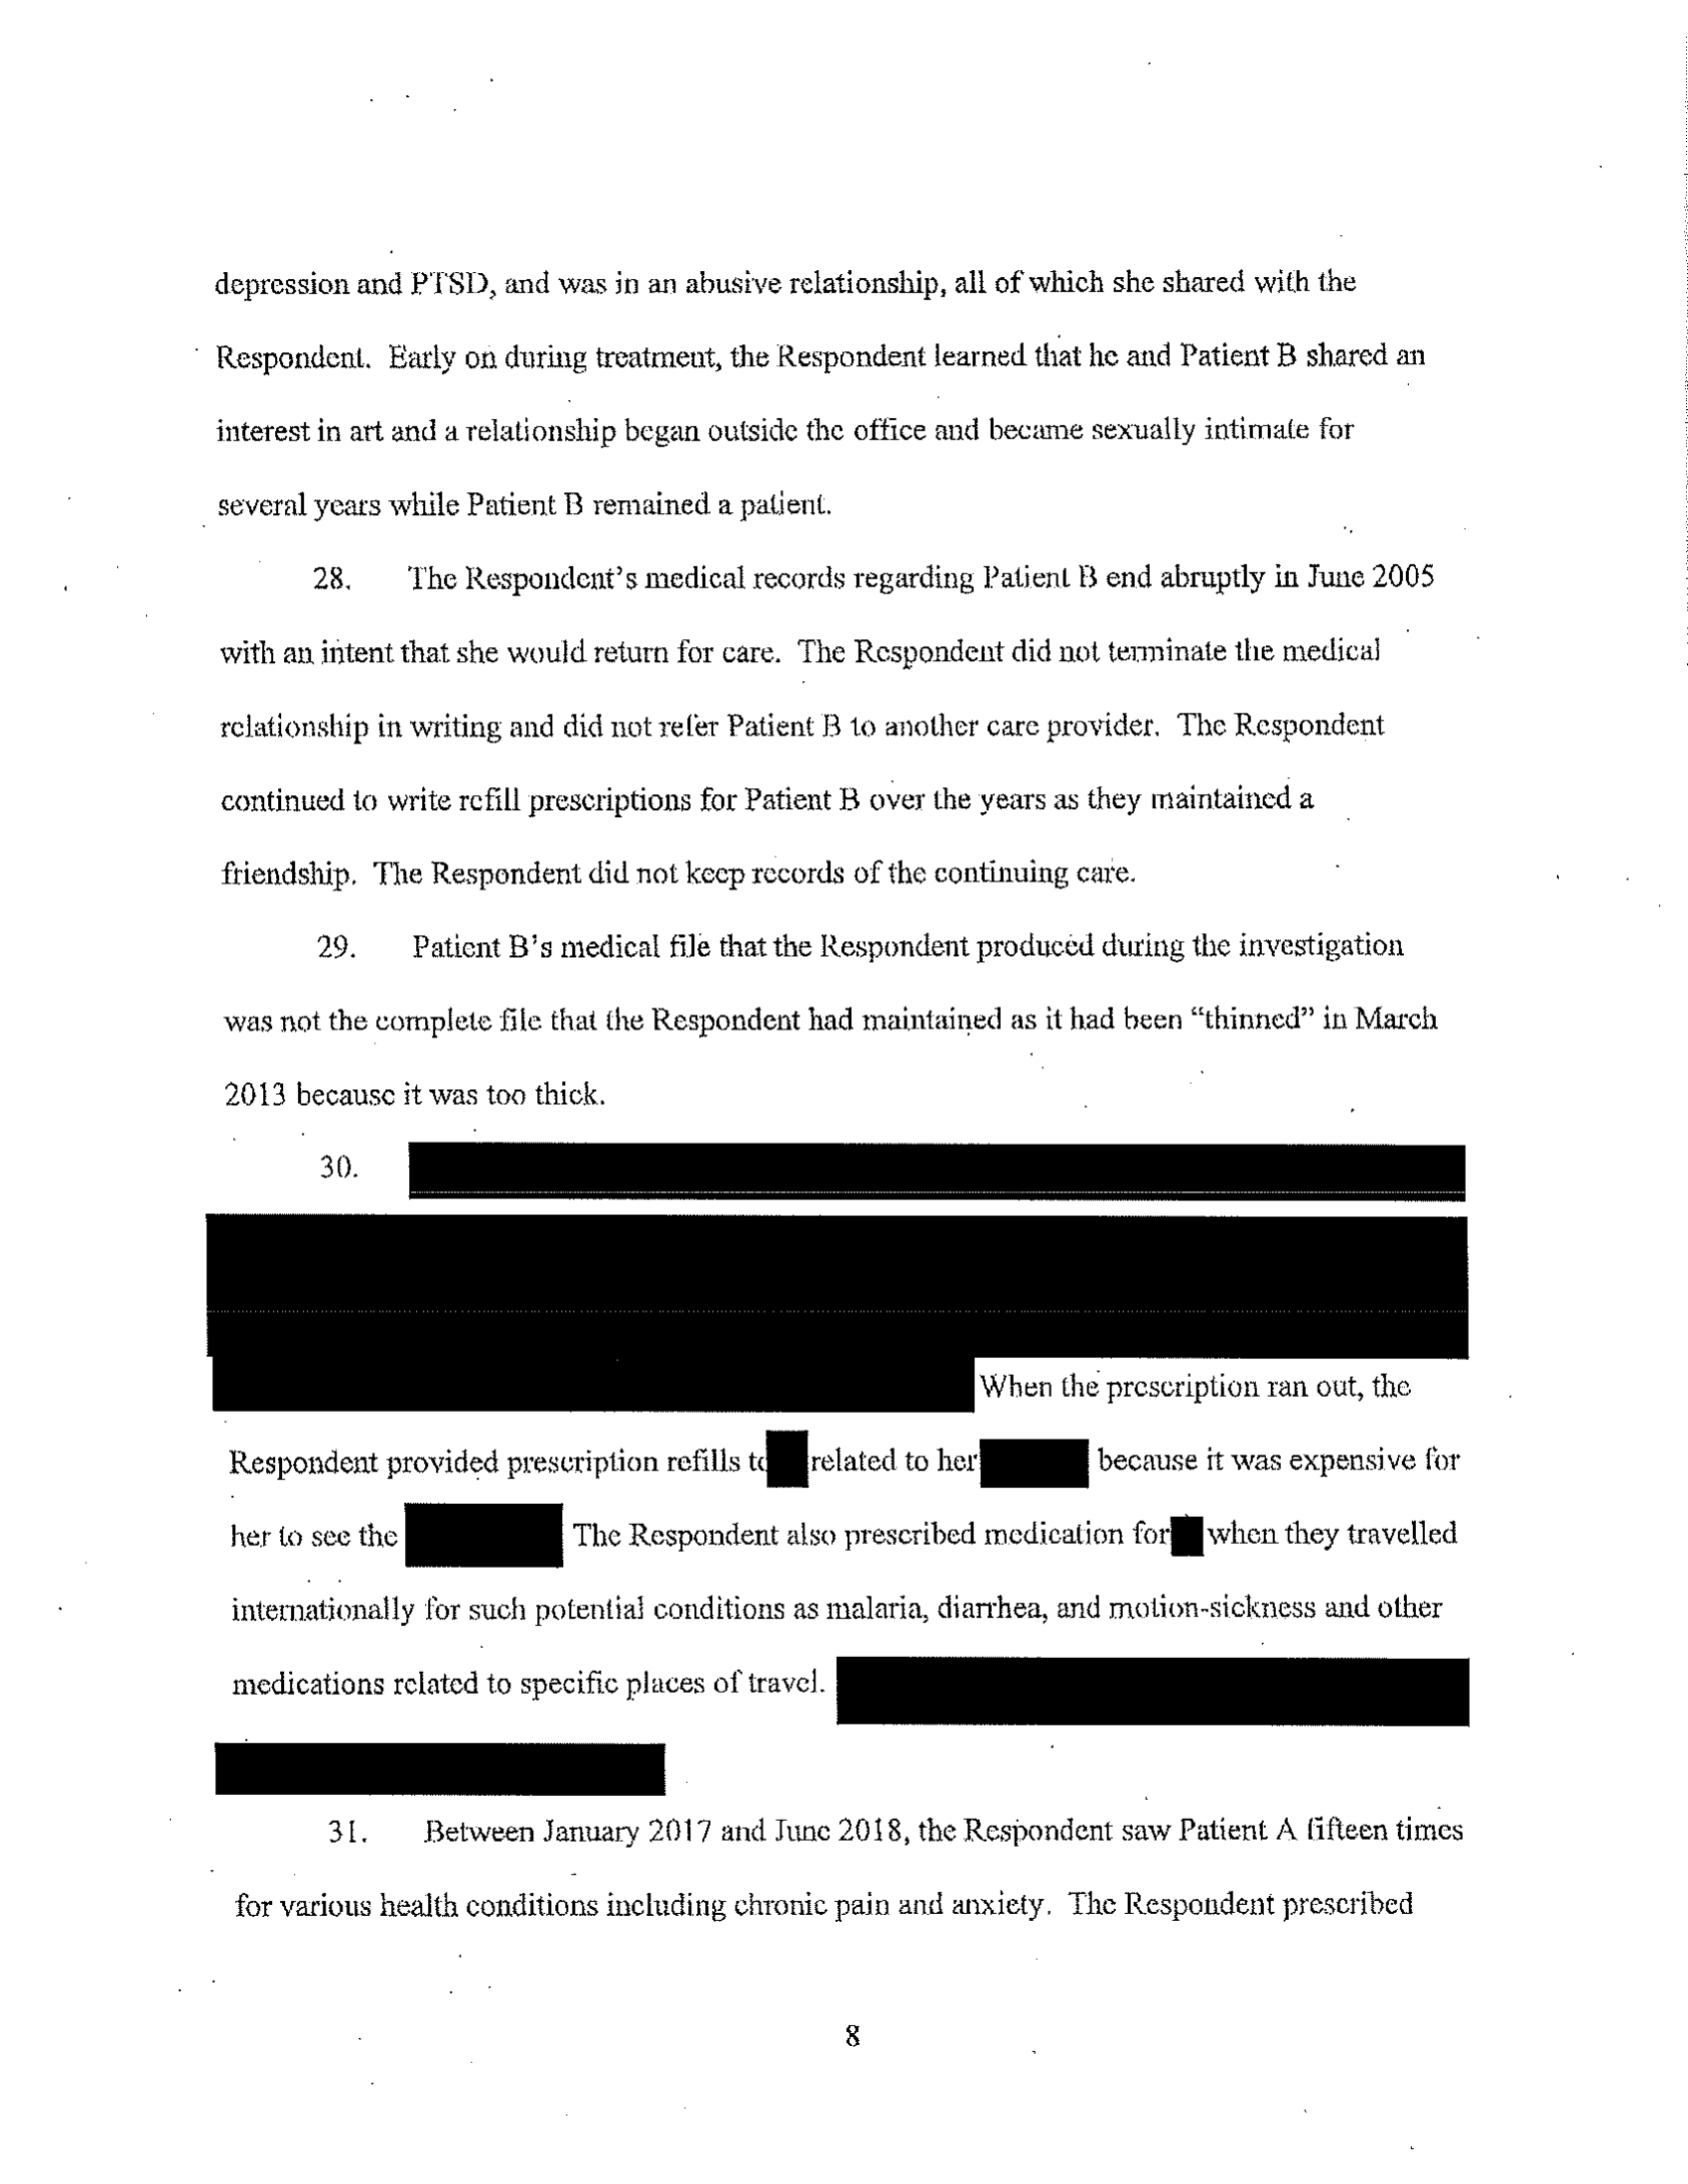 depression and PTSD, and was in an abusive relationship, all of which she shared with the
Respondent. Early on during treatment, the Respondent learned that he and Patient B shared an
interest in art and a relationship began outside the office and became sexually intimate for
several years while Patient B remained a patient.
28. The Respondent's medical records regarding Patient B end abruptly in June 2005
with an intent that she would return for care. The Respondent did not terminate the medical
relationship in writing and did not refer Patient B to another care provider. The Respondent
continued to write refill prescriptions for Patient B over the years as they maintained a
friendship. The Respondent did not keep records of the continuing care.
29. Patient B's medical file that the Respondent produced during the investigation
was not the complete file that the Respondent had maintained as it had been “thinned” in March
2013 because it was too thick.
30.
When the prescription ran out, the
Respondent provided prescription refills to related to her because it was expensive for
her to see the The Respondent also prescribed medication for when they travelled
internationally for such potential conditions as malaria, diarrhea, and motion-sickness and other
medications related to specific places of travel.
31. Between January 2017 and June 2018, the Respondent saw Patient A fifteen times
for various health conditions including chronic pain and anxiety. The Respondent prescribed
8